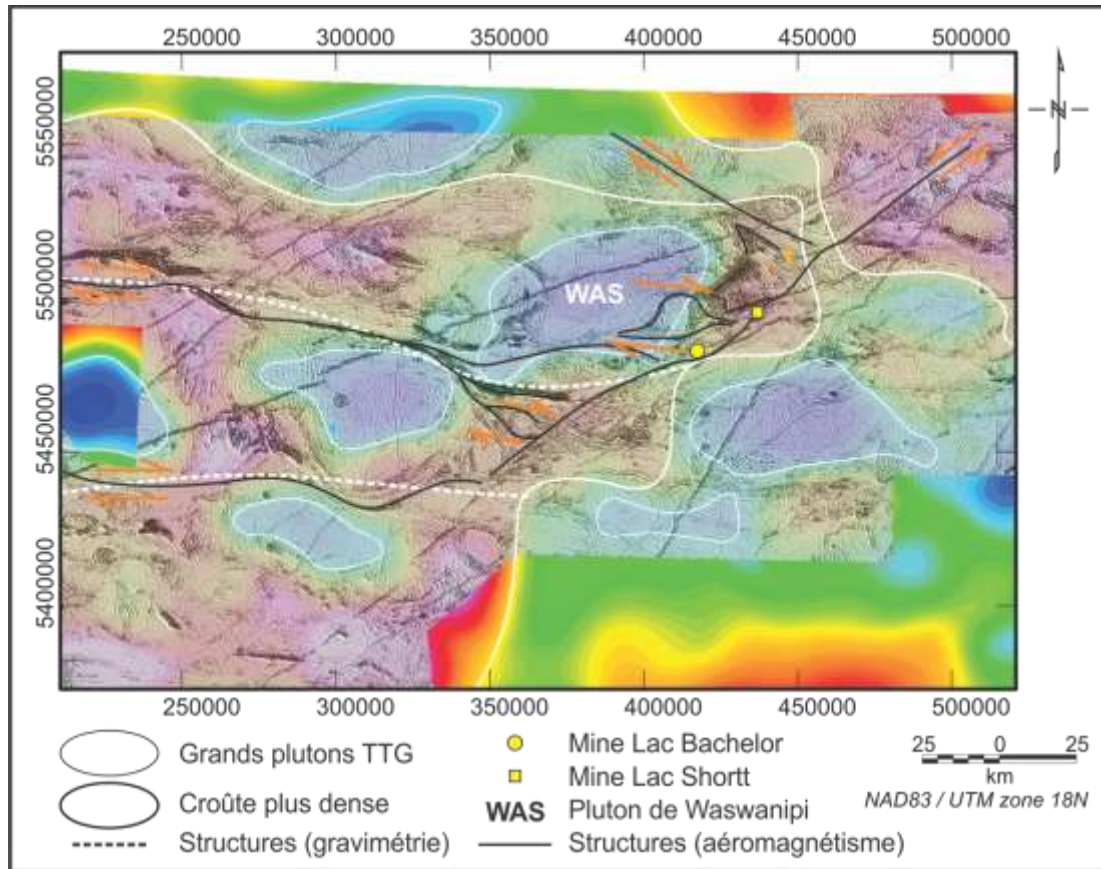 250000 300000 350000 400000 450000 500000
N
5550000
5500000
5450000
5400000
WAS
250000 300000 350000 400000 450000 500000
Grands plutons TTG
Croûte plus dense
Structures (gravimétrie)
Mine Lac Bachelor
Mine Lac Shortt
WAS Pluton de Waswanipi
Structures (aéromagnétisme)
25 0 25
km
NAD83 / UTM zone 18N